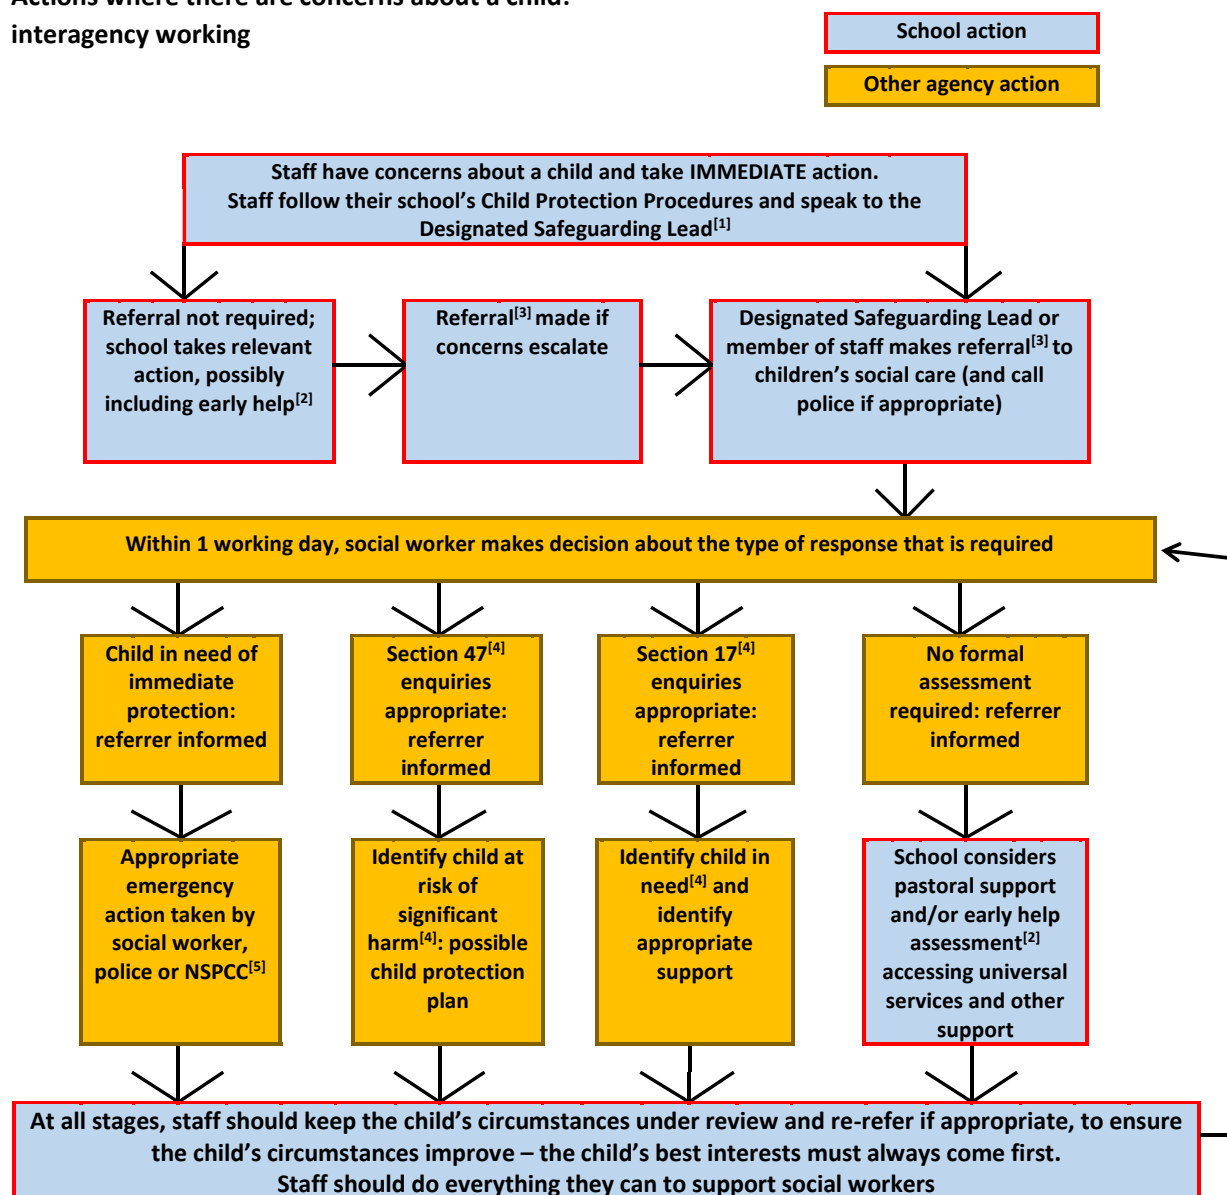 Actions where there are concerns about a child:
interagency working
School action
Other agency action
Staff have concerns about a child and take IMMEDIATE action.
Staff follow their school’s Child Protection Procedures and speak to the
Designated Safeguarding Lead[1]
Referral not required;
school takes relevant
action, possibly
including early help[2]
Referral[3] made if
concerns escalate
Designated Safeguarding Lead or
member of staff makes referral[3] to
children’s social care (and call
police if appropriate)
Within 1 working day, social worker makes decision about the type of response that is required
Child in need of
immediate
protection:
referrer informed
Section 47[4]
enquiries
appropriate:
referrer
informed
Section 17[4]
enquiries
appropriate:
referrer
informed
No formal
assessment
required: referrer
informed
Appropriate
emergency
action taken by
social worker,
police or NSPCC[5]
Identify child at
risk of
significant
harm[4]: possible
child protection
plan
Identify child in
need[4] and
identify
appropriate
support
School considers
pastoral support
and/or early help
assessment[2]
accessing universal
services and other
support
At all stages, staff should keep the child’s circumstances under review and re-refer if appropriate, to ensure
the child’s circumstances improve – the child’s best interests must always come first.
Staff should do everything they can to support social workers